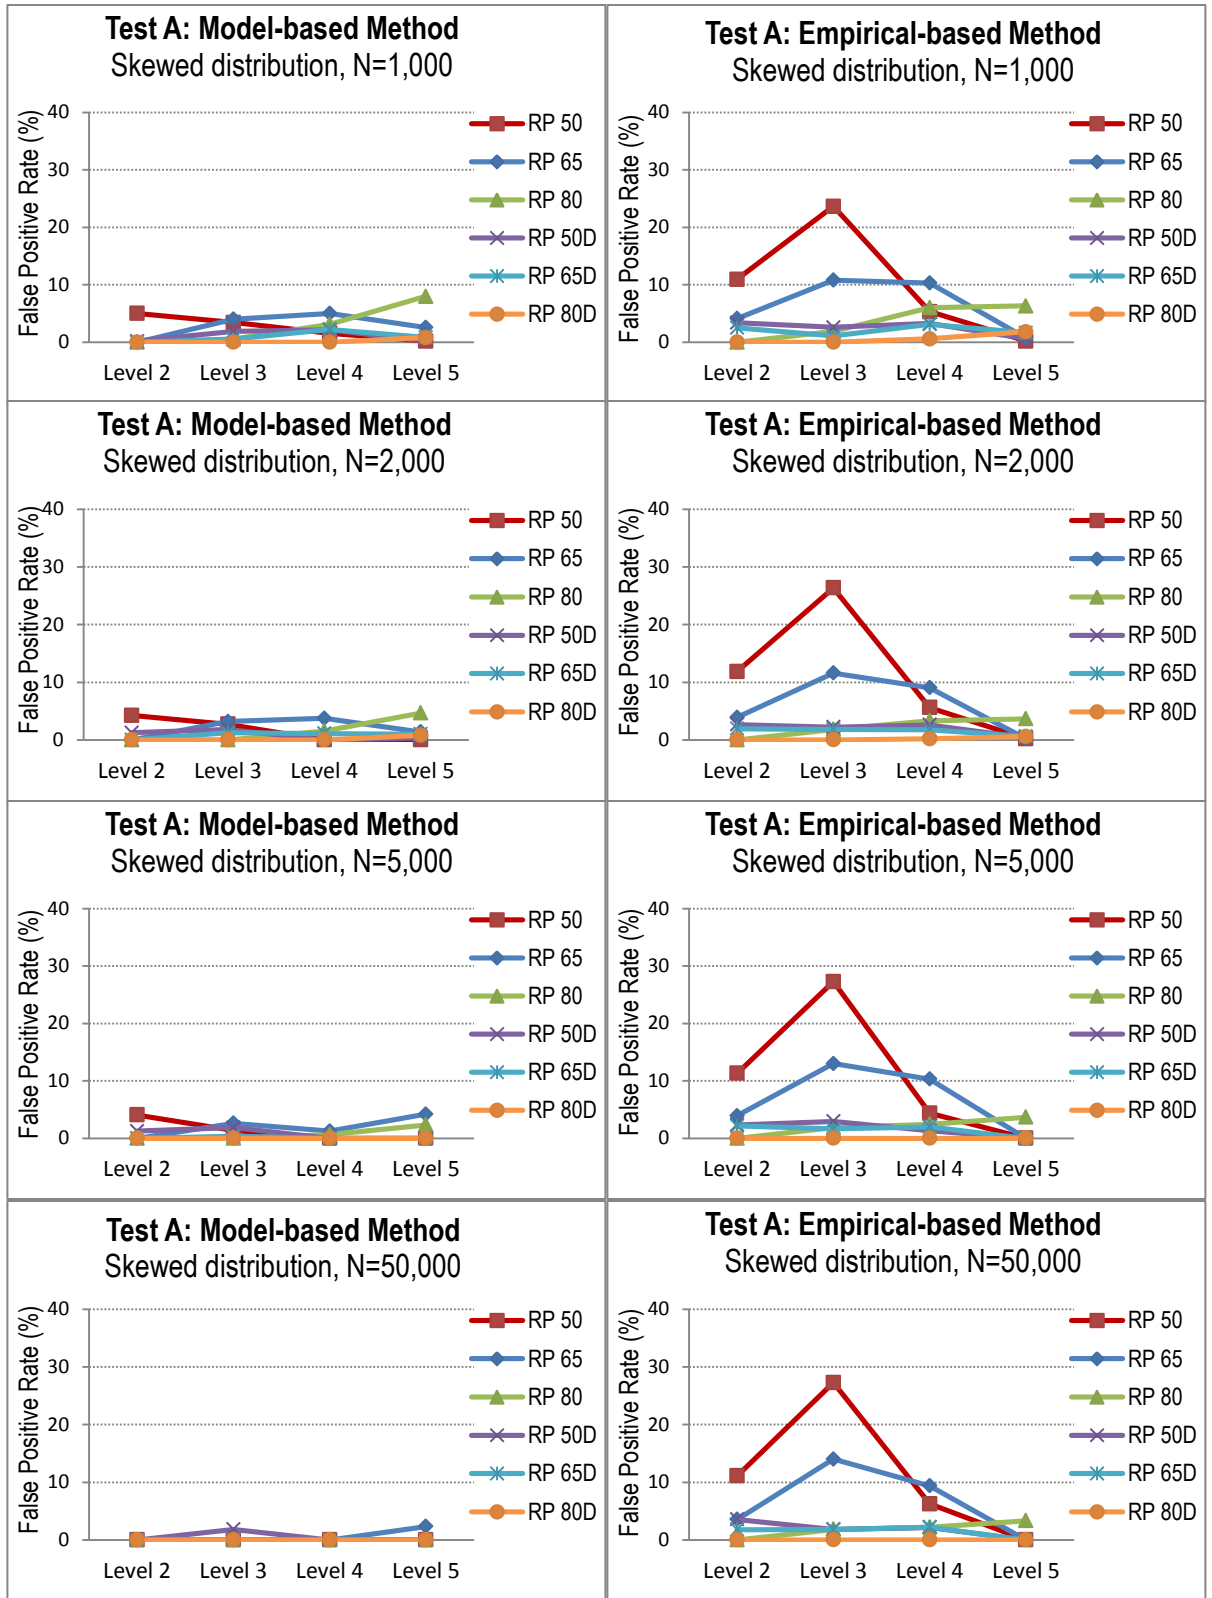 Test A: Model-based Method
Skewed distribution, N=1,000
False Positive Rate (%)
40
30
20
10
0
Level 2 Level 3 Level 4 Level 5
RP 50
RP 65
RP 80
RP 50D
RP 65D
RP 80D
Test A: Empirical-based Method
Skewed distribution, N=1,000
False Positive Rate (%)
40
30
20
10
0
Level 2 Level 3 Level 4 Level 5
RP 50
RP 65
RP 80
RP 50D
RP 65D
RP 80D
Test A: Model-based Method
Skewed distribution, N=2,000
False Positive Rate (%)
40
30
20
10
0
Level 2 Level 3 Level 4 Level 5
RP 50
RP 65
RP 80
RP 50D
RP 65D
RP 80D
Test A: Empirical-based Method
Skewed distribution, N=2,000
False Positive Rate (%)
40
30
20
10
0
Level 2 Level 3 Level 4 Level 5
RP 50
RP 65
RP 80
RP 50D
RP 65D
RP 80D
Test A: Model-based Method
Skewed distribution, N=5,000
False Positive Rate (%)
40
30
20
10
0
Level 2 Level 3 Level 4 Level 5
RP 50
RP 65
RP 80
RP 50D
RP 65D
RP 80D
Test A: Empirical-based Method
Skewed distribution, N=5,000
False Positive Rate (%)
40
30
20
10
0
Level 2 Level 3 Level 4 Level 5
RP 50
RP 65
RP 80
RP 50D
RP 65D
RP 80D
Test A: Model-based Method
Skewed distribution, N=50,000
False Positive Rate (%)
40
30
20
10
0
Level 2 Level 3 Level 4 Level 5
RP 50
RP 65
RP 80
RP 50D
RP 65D
RP 80D
Test A: Empirical-based Method
Skewed distribution, N=50,000
False Positive Rate (%)
40
30
20
10
0
Level 2 Level 3 Level 4 Level 5
RP 50
RP 65
RP 80
RP 50D
RP 65D
RP 80D